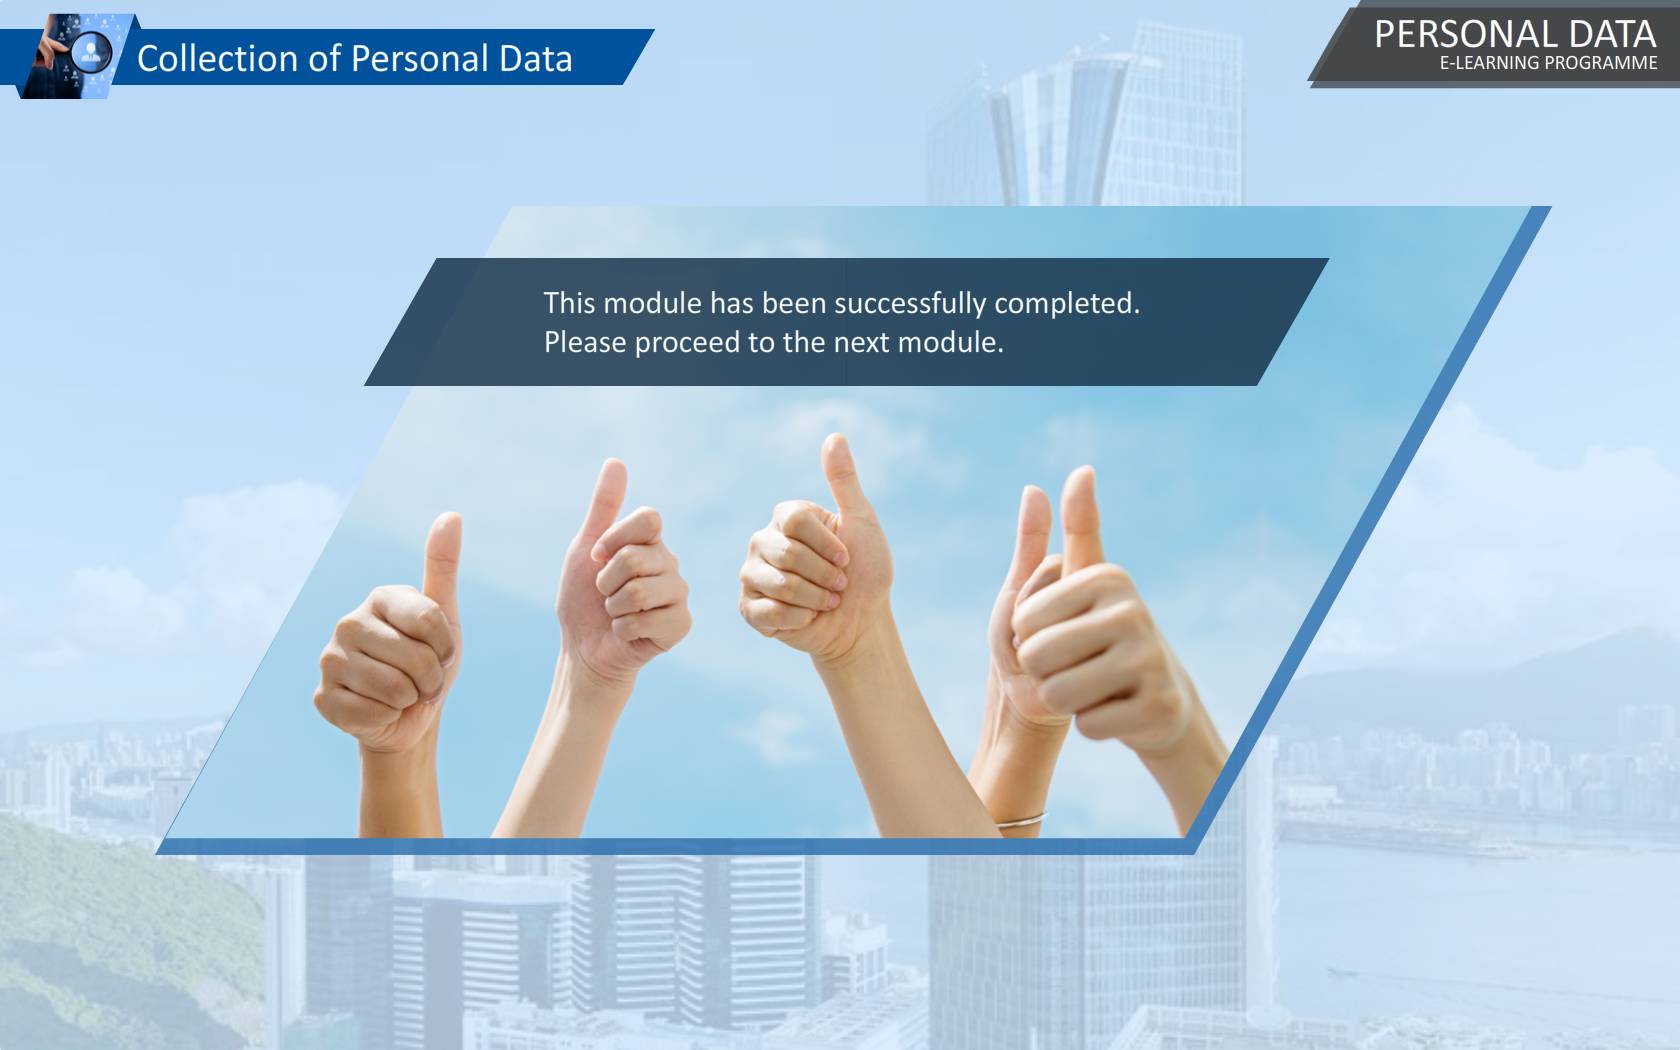 Collection of Personal Data
PERSONAL DATA
E-LEARNING PROGRAMME
This module has been successfully completed.
Please proceed to the next module.